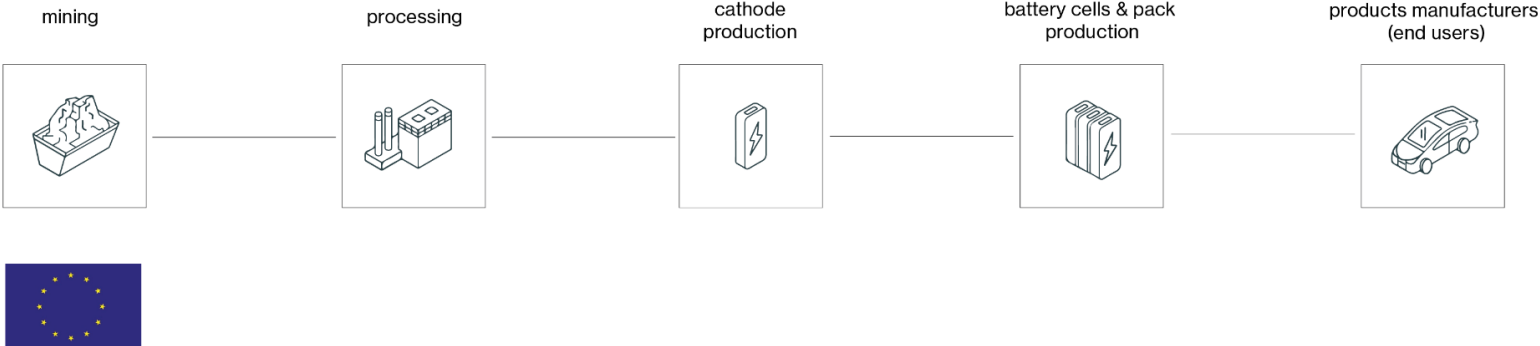 mining
processing
cathode
production
battery cells & pack
production
products manufacturers
(end users)